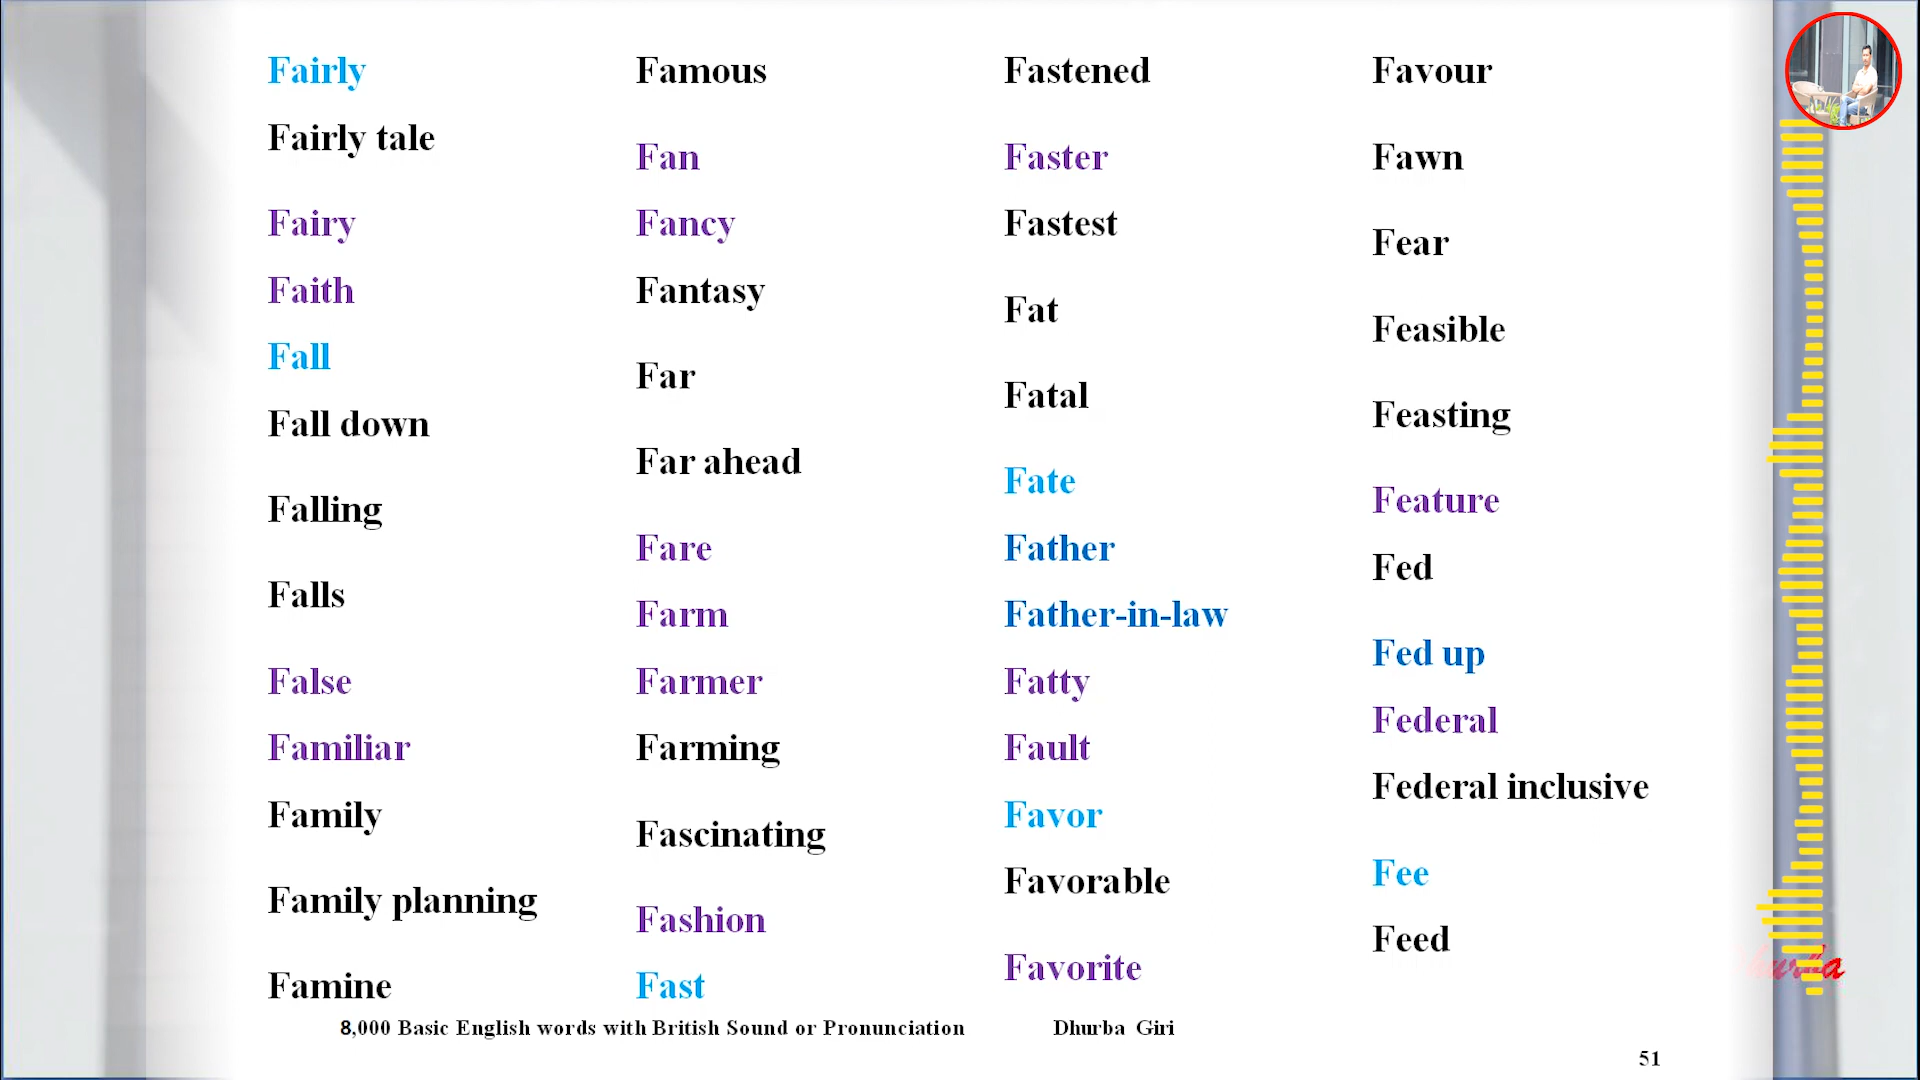 Fairly
Fairly tale
Fairy
Faith
Fall
Fall down
Falling
Falls
False
Familiar
Family
Family planning
Famine
Famous
Fan
Fancy
Fantasy
Far
Far ahead
Fare
Farm
Farmer
Farming
Fascinating
Fashion
Fast
Fastened
Faster
Fastest
Fat
Fatal
Fate
Father
Father-in-law
Fatty
Fault
Favor
Favorable
Favorite
Favour
Fawn
Fear
Feasible
Feasting
Feature
Fed
Fed up
Federal
Federal inclusive
Fee
Feed
8,000 Basic English words with British Sound or Pronunciation Dhurba Giri
51